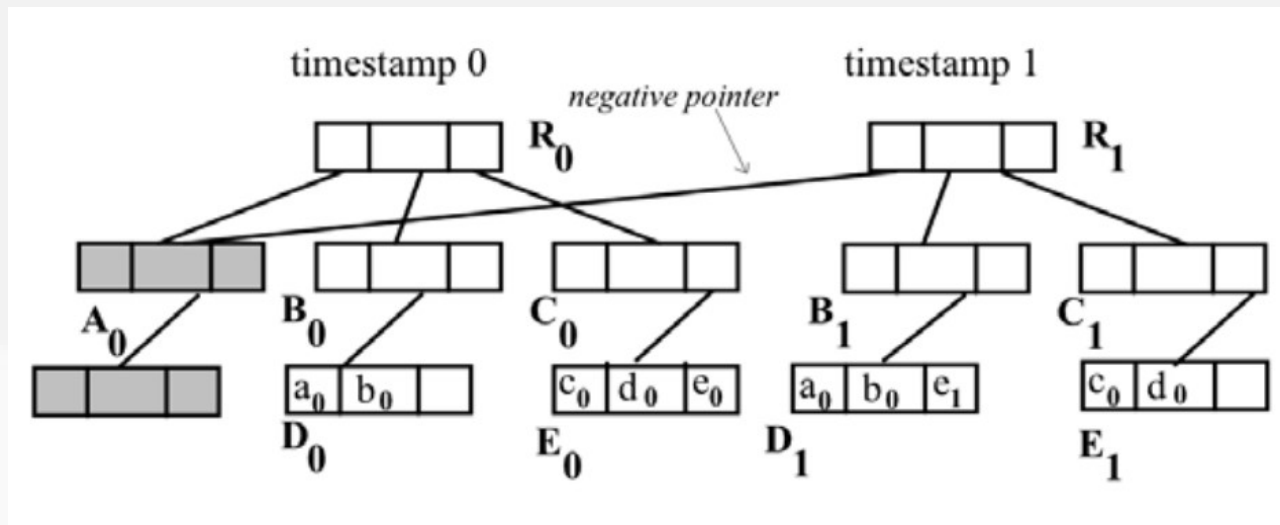 timestamp 0
timestamp 1
negative pointer
R0
R1
A0
B0
C0
B1
C1
a0 b0
c0 d0 e0
a0 b0 e1
c0 d0
D0
E0
D1
E1